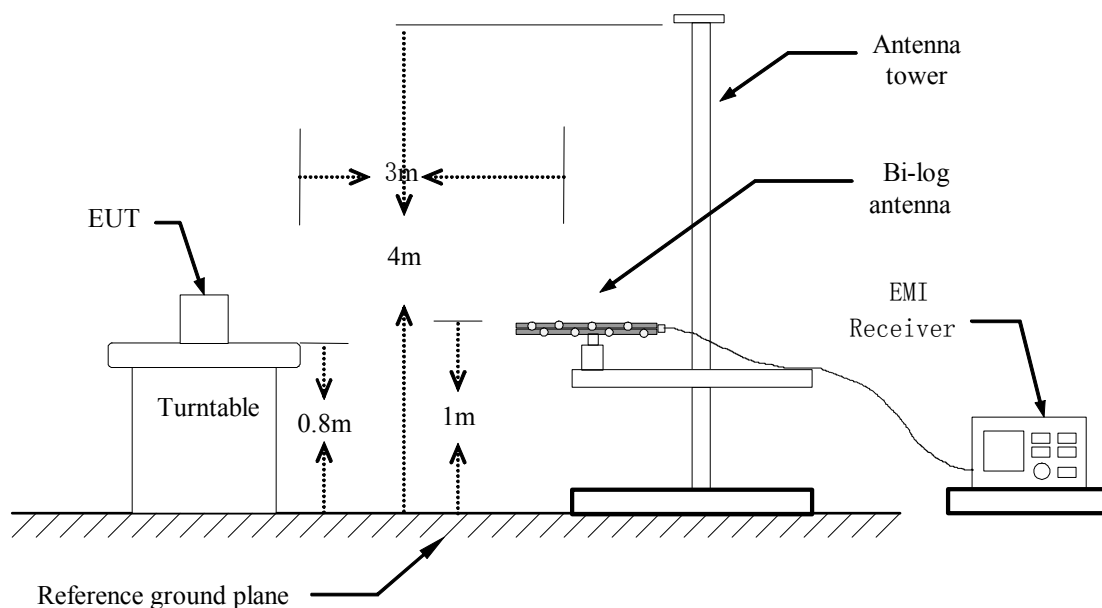 Antenna
tower
3m
Bi-log
antenna
EUT
4m
EMI
Receiver
Turntable
0.8m
1m
Reference ground plane